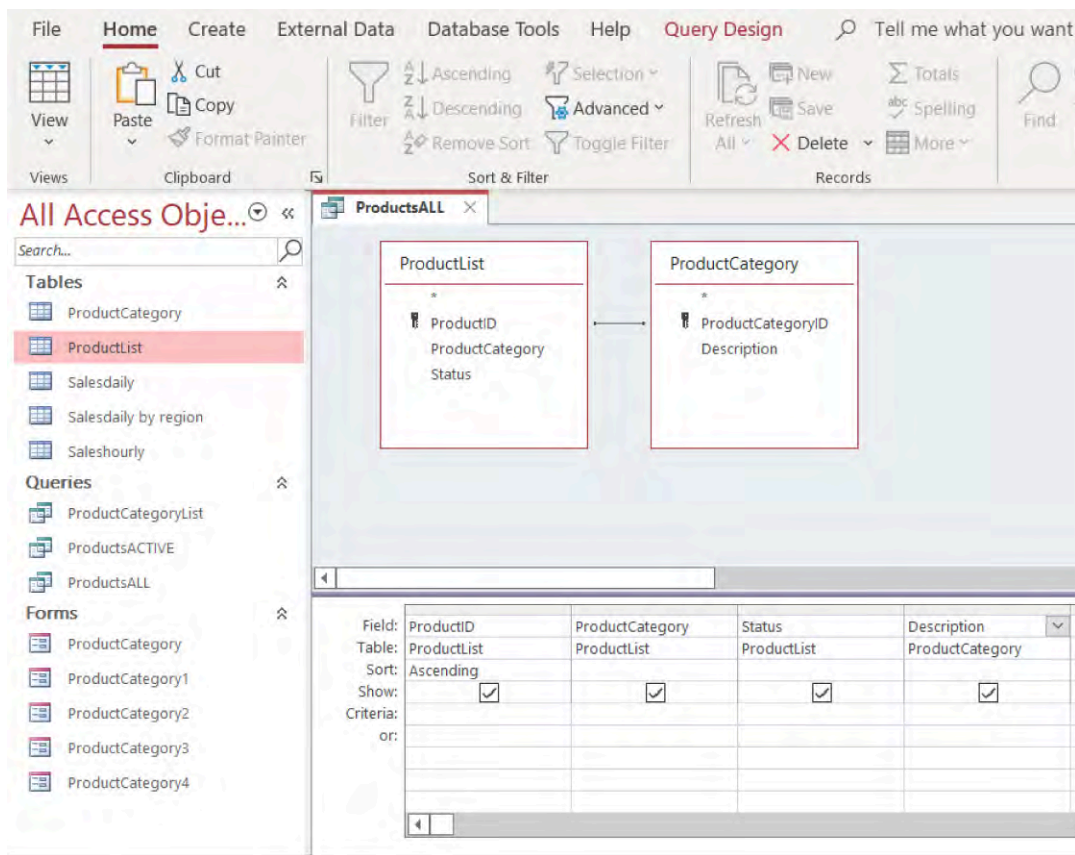 File Home Create External Data Database Tools Help Query Design Tell me what you want
View
Views
Paste
Cut
Copy
Format Painter
Clipboard
Filter
Ascending
Descending
Remove Sort
Selection
Advanced
Toggle Filter
Sort & Filter
Refresh
All
New
Save
Delete
Totals
Spelling
More
Records
Find
All Access Obje...
Search...
Tables
ProductCategory
ProductList
Salesdaily
Salesdaily by region
Saleshourly
Queries
ProductCategoryList
ProductsACTIVE
ProductsALL
Forms
ProductCategory
ProductCategory1
ProductCategory2
ProductCategory3
ProductCategory4
ProductsALL
ProductList
*
ProductID
ProductCategory
Status
ProductCategory
*
ProductCategoryID
Description
Field: ProductID ProductCategory Status Description
Table: ProductList ProductList ProductList ProductCategory
Sort: Ascending
Show:
Criteria:
or: